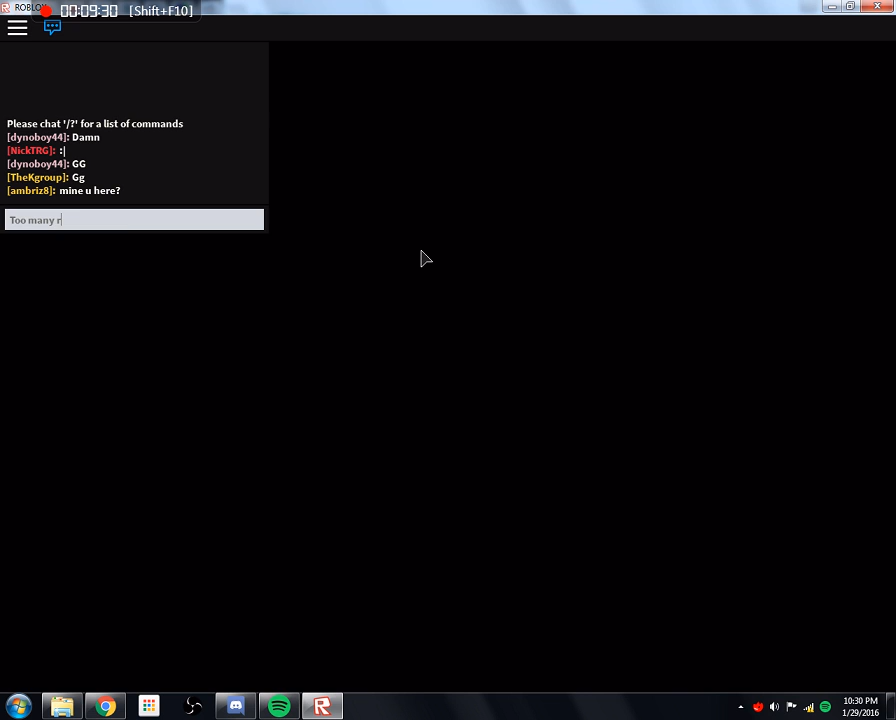 ROBLO
00:09:30 [Shift+F10]
Please chat '/?' for a list of commands
[dynoboy44]: Damn
[NickTRG]: :|
[dynoboy44]: GG
[TheKgroup]: Gg
[ambriz8]: mine u here?
Too many r
10:30 PM
1/29/2016